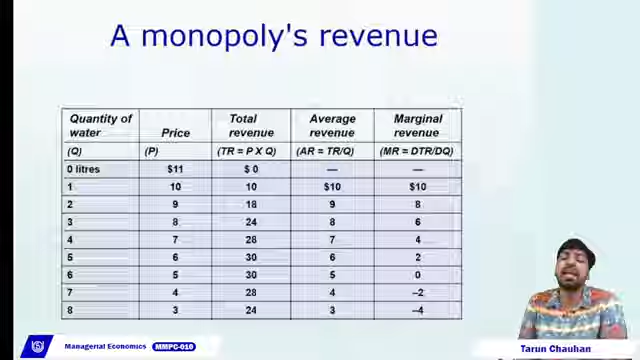 A monopoly's revenue
Quantity of water Price Total revenue Average revenue Marginal revenue
(Q) (P) (TR = P X Q) (AR = TR/Q) (MR = DTR/DQ)
0 litres $11 $ 0 — —
1 10 10 $10 $10
2 9 18 9 8
3 8 24 8 6
4 7 28 7 4
5 6 30 6 2
6 5 30 5 0
7 4 28 4 –2
8 3 24 3 –4
Managerial Economics MMPC-010
Tarun Chauhan